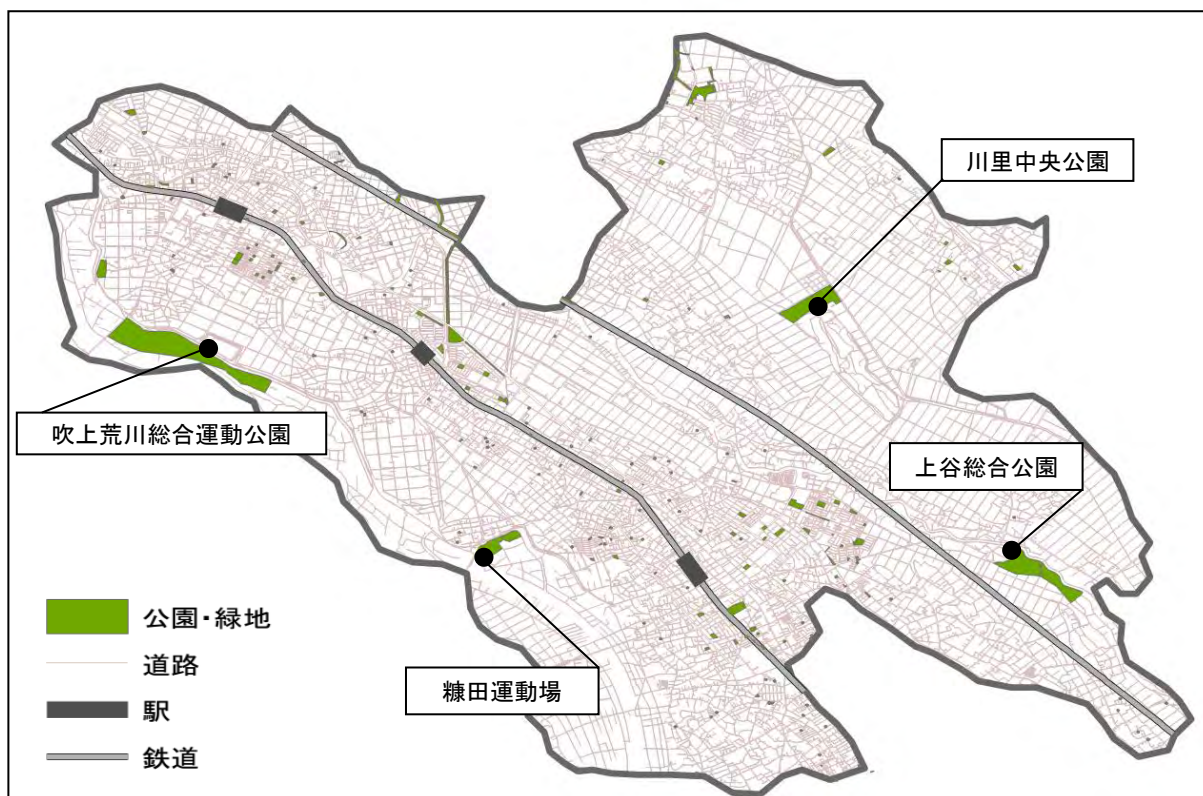 川里中央公園
吹上荒川総合運動公園
上谷総合公園
糠田運動場
公園・緑地
道路
駅
鉄道